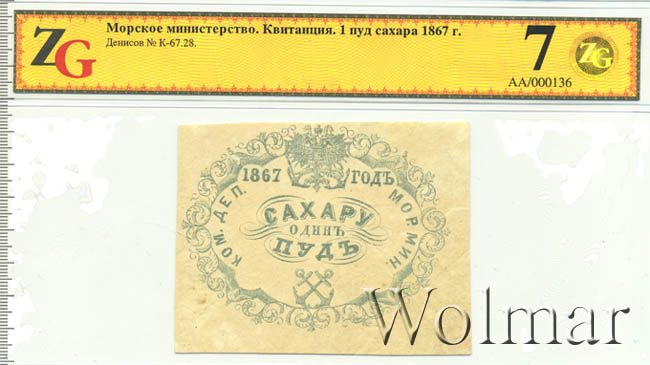 ZG
Морское министерство. Квитанция. 1 пуд сахара 1867 г.
Денисов № К-67.28.
7
ZG
АА/000136
1867 ГОДЪ
КОМ. ДЕП. МОР. МИН.
САХАРУ
ОДИНЪ
ПУДЪ
Wolmar